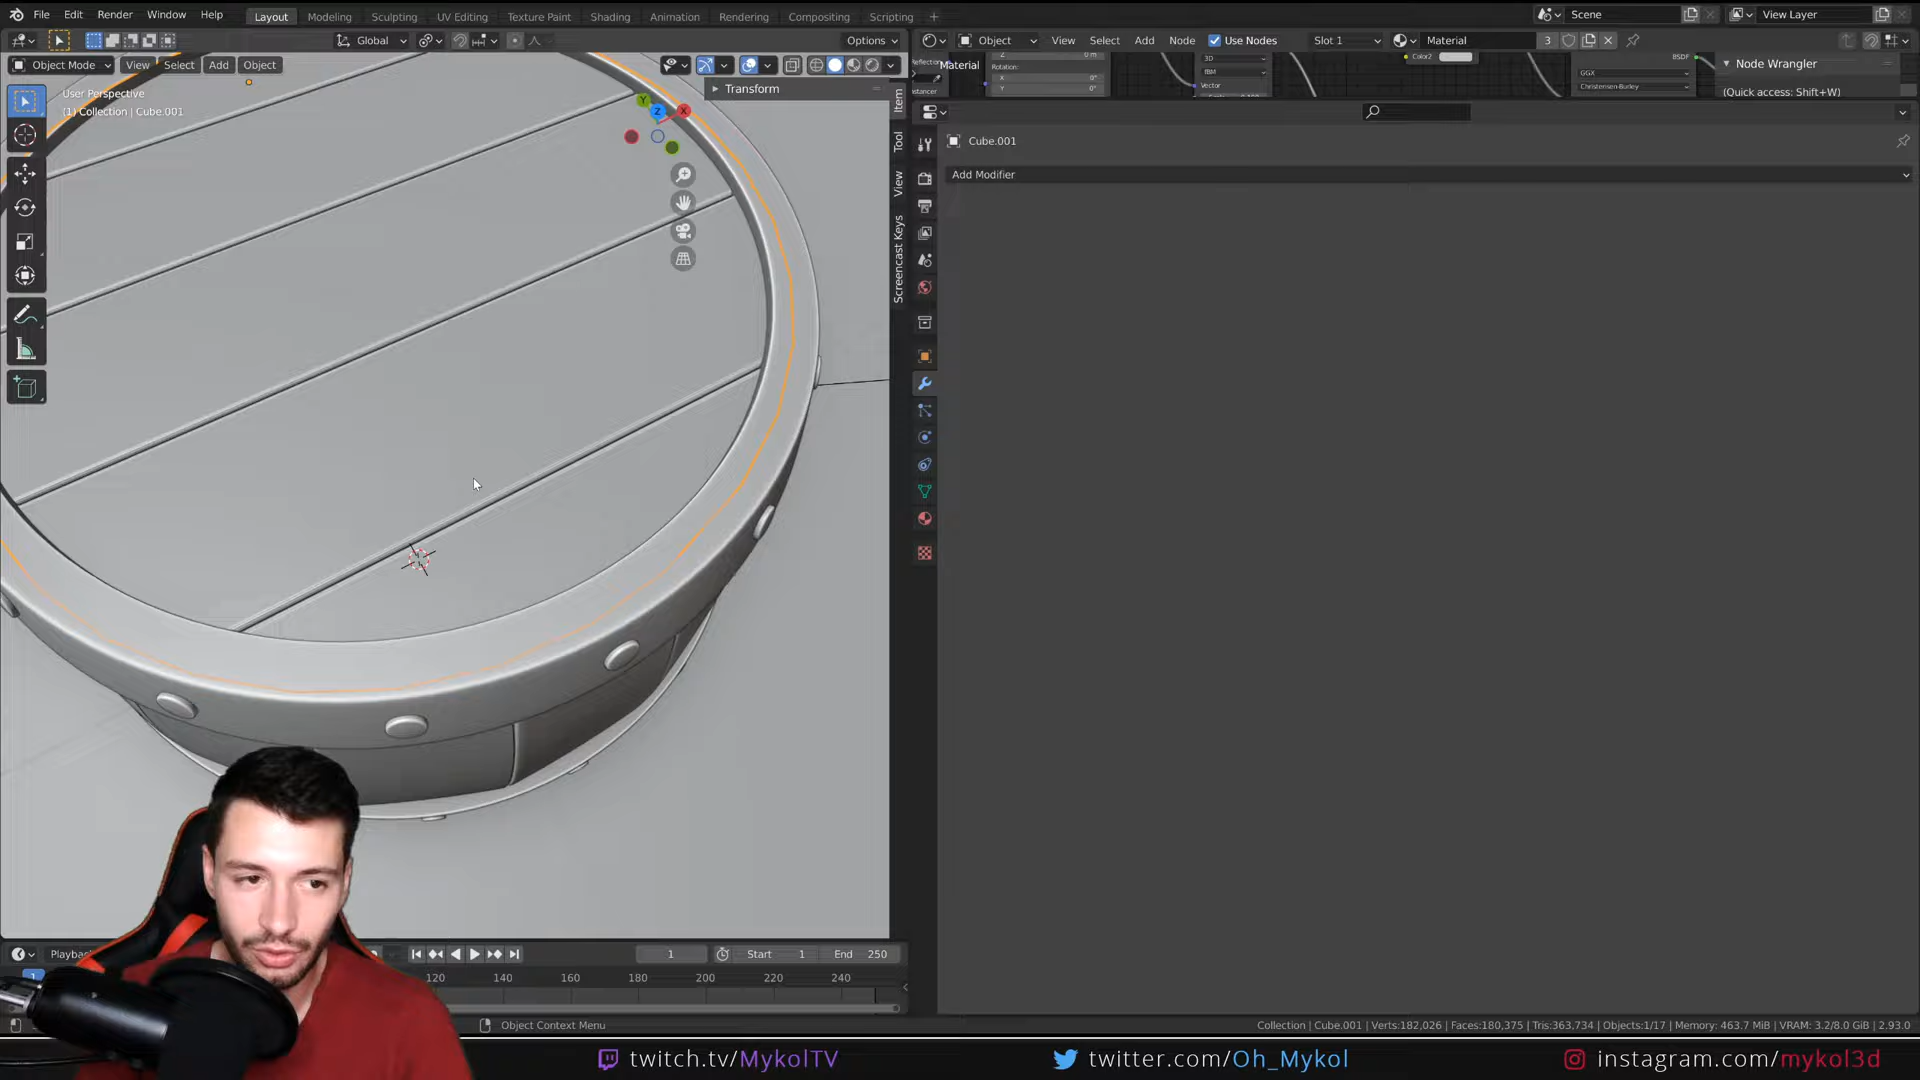 File Edit Render Window Help Layout Modeling Sculpting UV Editing Texture Paint Shading Animation Rendering Compositing Scripting + Scene View Layer
Global Options Object View Select Add Node Use Nodes Slot 1 Material 3
Object Mode View Select Add Object
Material
Rotation:
X 0°
Y 0°
3D
IBM
Vector
Color2
BSDF
GGX
Christensen-Burley
Node Wrangler
(Quick access: Shift+W)
User Perspective
(1) Collection | Cube.001
Transform
Y
Z
X
Item
Tool
View
Screencast Keys
Cube.001
Add Modifier
Playba
1 Start 1 End 250
1 120 140 160 180 200 220 240
Object Context Menu
Collection | Cube.001 | Verts:182,026 | Faces:180,375 | Tris:363,734 | Objects:1/17 | Memory: 463.7 MiB | VRAM: 3.2/8.0 GiB | 2.93.0
twitch.tv/MykolTV twitter.com/Oh_Mykol instagram.com/mykol3d